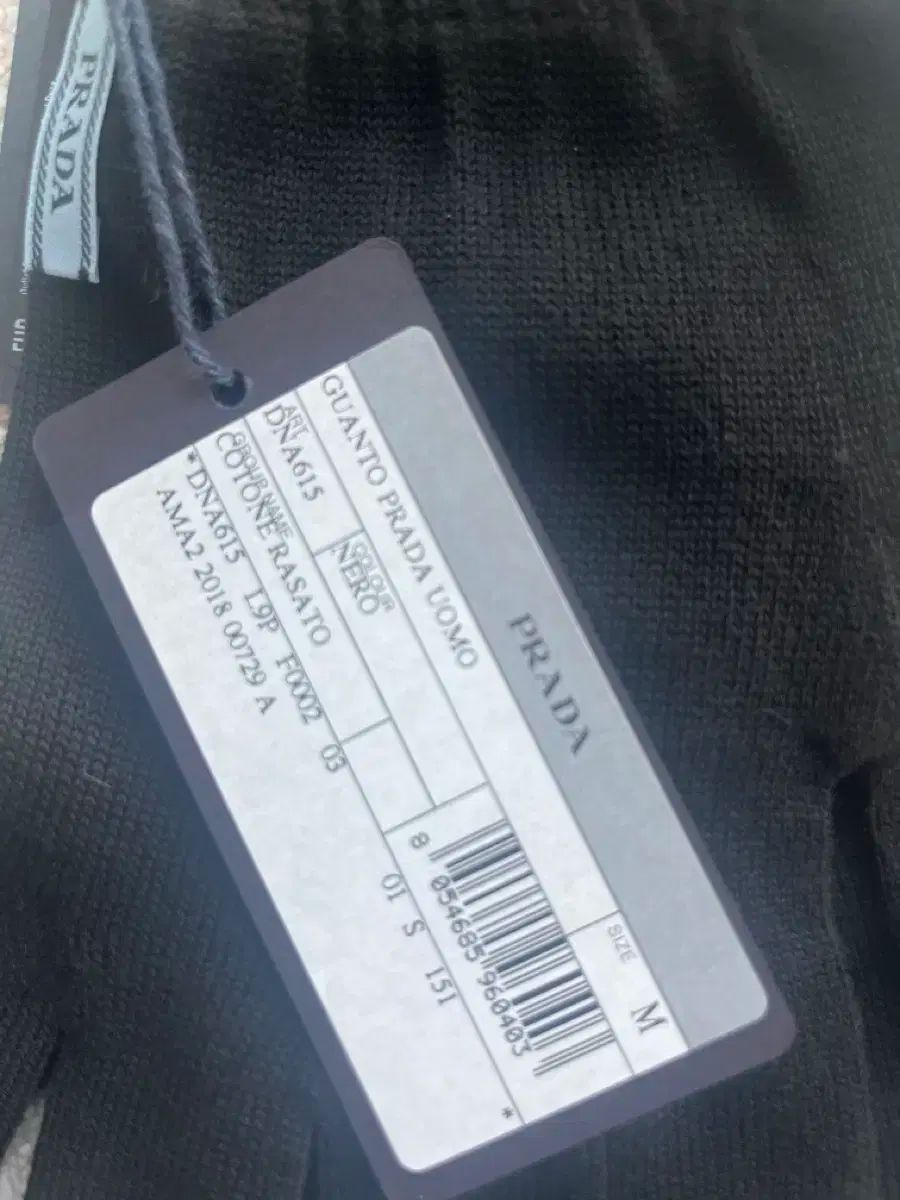 PRADA
PRADA
GUANTO PRADA UOMO
SIZE
M
ART.
DNA615
COLOUR
NERO
GROUP NAME
COTONE RASATO
8 054685 960403
*DNA615 L9P F0002 03 01 S 151 *
AMA2 2018 00729 A